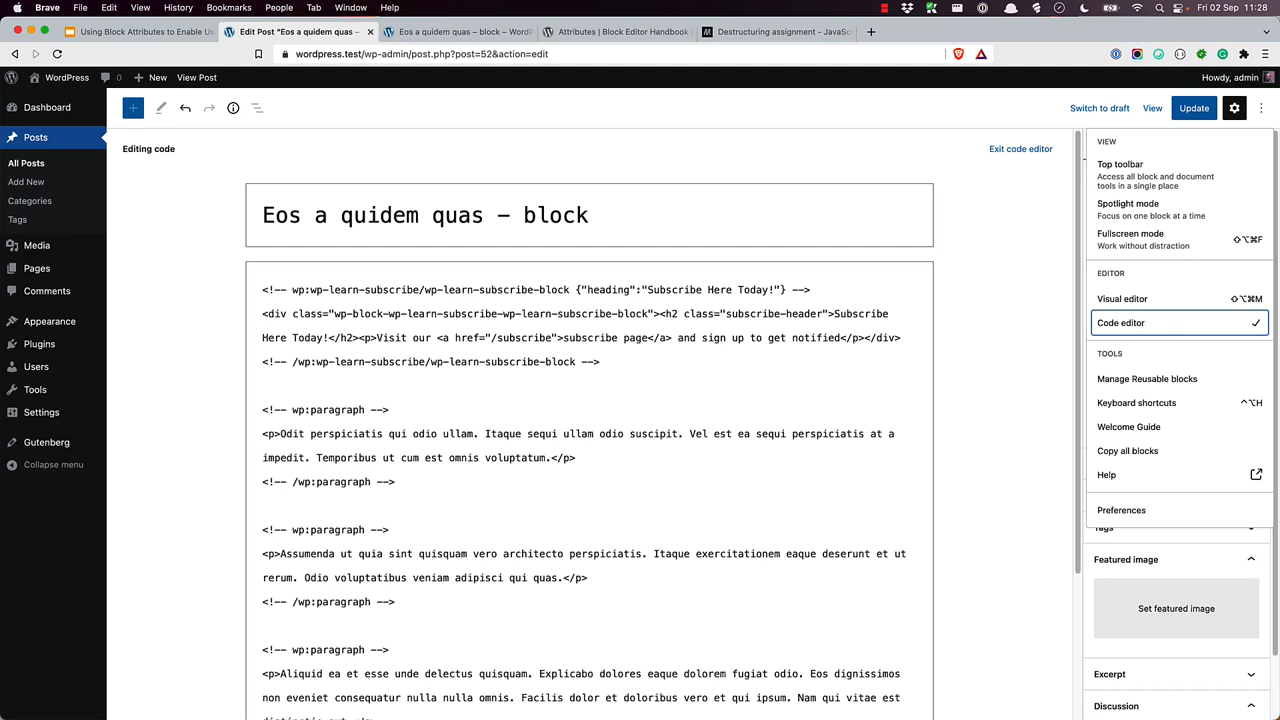 Brave File Edit View History Bookmarks People Tab Window Help Fri 02 Sep 11:28
Using Block Attributes to Enable Us
Edit Post "Eos a quidem quas –
Eos a quidem quas – block – WordP
Attributes | Block Editor Handbook
Destructuring assignment - JavaSc
wordpress.test/wp-admin/post.php?post=52&action=edit
WordPress 0 New View Post Howdy, admin
Dashboard
Posts
All Posts
Add New
Categories
Tags
Media
Pages
Comments
Appearance
Plugins
Users
Tools
Settings
Gutenberg
Collapse menu
Switch to draft View Update
Editing code Exit code editor
Eos a quidem quas – block
<!-- wp:wp-learn-subscribe/wp-learn-subscribe-block {"heading":"Subscribe Here Today!"} -->
<div class="wp-block-wp-learn-subscribe-wp-learn-subscribe-block"><h2 class="subscribe-header">Subscribe
Here Today!</h2><p>Visit our <a href="/subscribe">subscribe page</a> and sign up to get notified</p></div>
<!-- /wp:wp-learn-subscribe/wp-learn-subscribe-block -->
<!-- wp:paragraph -->
<p>Odit perspiciatis qui odio ullam. Itaque sequi ullam odio suscipit. Vel est ea sequi perspiciatis at a
impedit. Temporibus ut cum est omnis voluptatum.</p>
<!-- /wp:paragraph -->
<!-- wp:paragraph -->
<p>Assumenda ut quia sint quisquam vero architecto perspiciatis. Itaque exercitationem eaque deserunt et ut
rerum. Odio voluptatibus veniam adipisci qui quas.</p>
<!-- /wp:paragraph -->
<!-- wp:paragraph -->
<p>Aliquid ea et esse unde delectus quisquam. Explicabo dolores eaque dolorem fugiat odio. Eos dignissimos
non eveniet consequatur nulla nulla omnis. Facilis dolor et doloribus vero et qui ipsum. Nam qui vitae est
VIEW
Top toolbar
Access all block and document
tools in a single place
Spotlight mode
Focus on one block at a time
Fullscreen mode ⇧⌥⌘F
Work without distraction
EDITOR
Visual editor ⇧⌥⌘M
Code editor
TOOLS
Manage Reusable blocks
Keyboard shortcuts ⌃⌥H
Welcome Guide
Copy all blocks
Help
Preferences
Tags
Featured image
Set featured image
Excerpt
Discussion